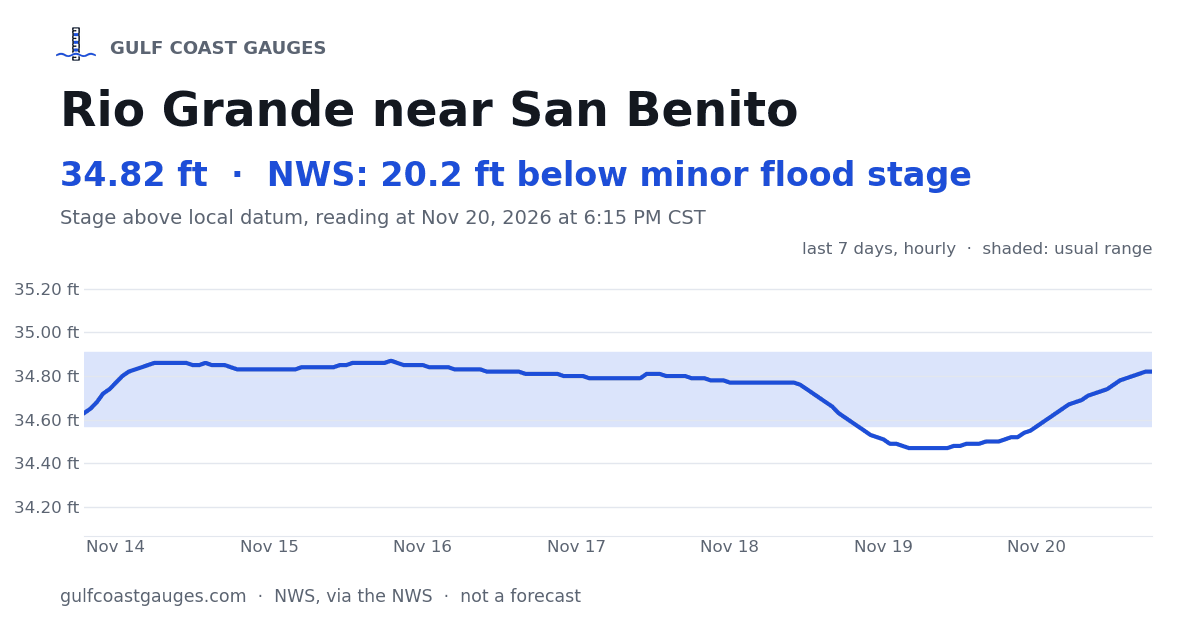 GULF COAST GAUGES
Rio Grande near San Benito
34.82 ft · NWS: 20.2 ft below minor flood stage
Stage above local datum, reading at Nov 20, 2026 at 6:15 PM CST
last 7 days, hourly · shaded: usual range
35.20 ft
35.00 ft
34.80 ft
34.60 ft
34.40 ft
34.20 ft
Nov 14 Nov 15 Nov 16 Nov 17 Nov 18 Nov 19 Nov 20
gulfcoastgauges.com · NWS, via the NWS · not a forecast